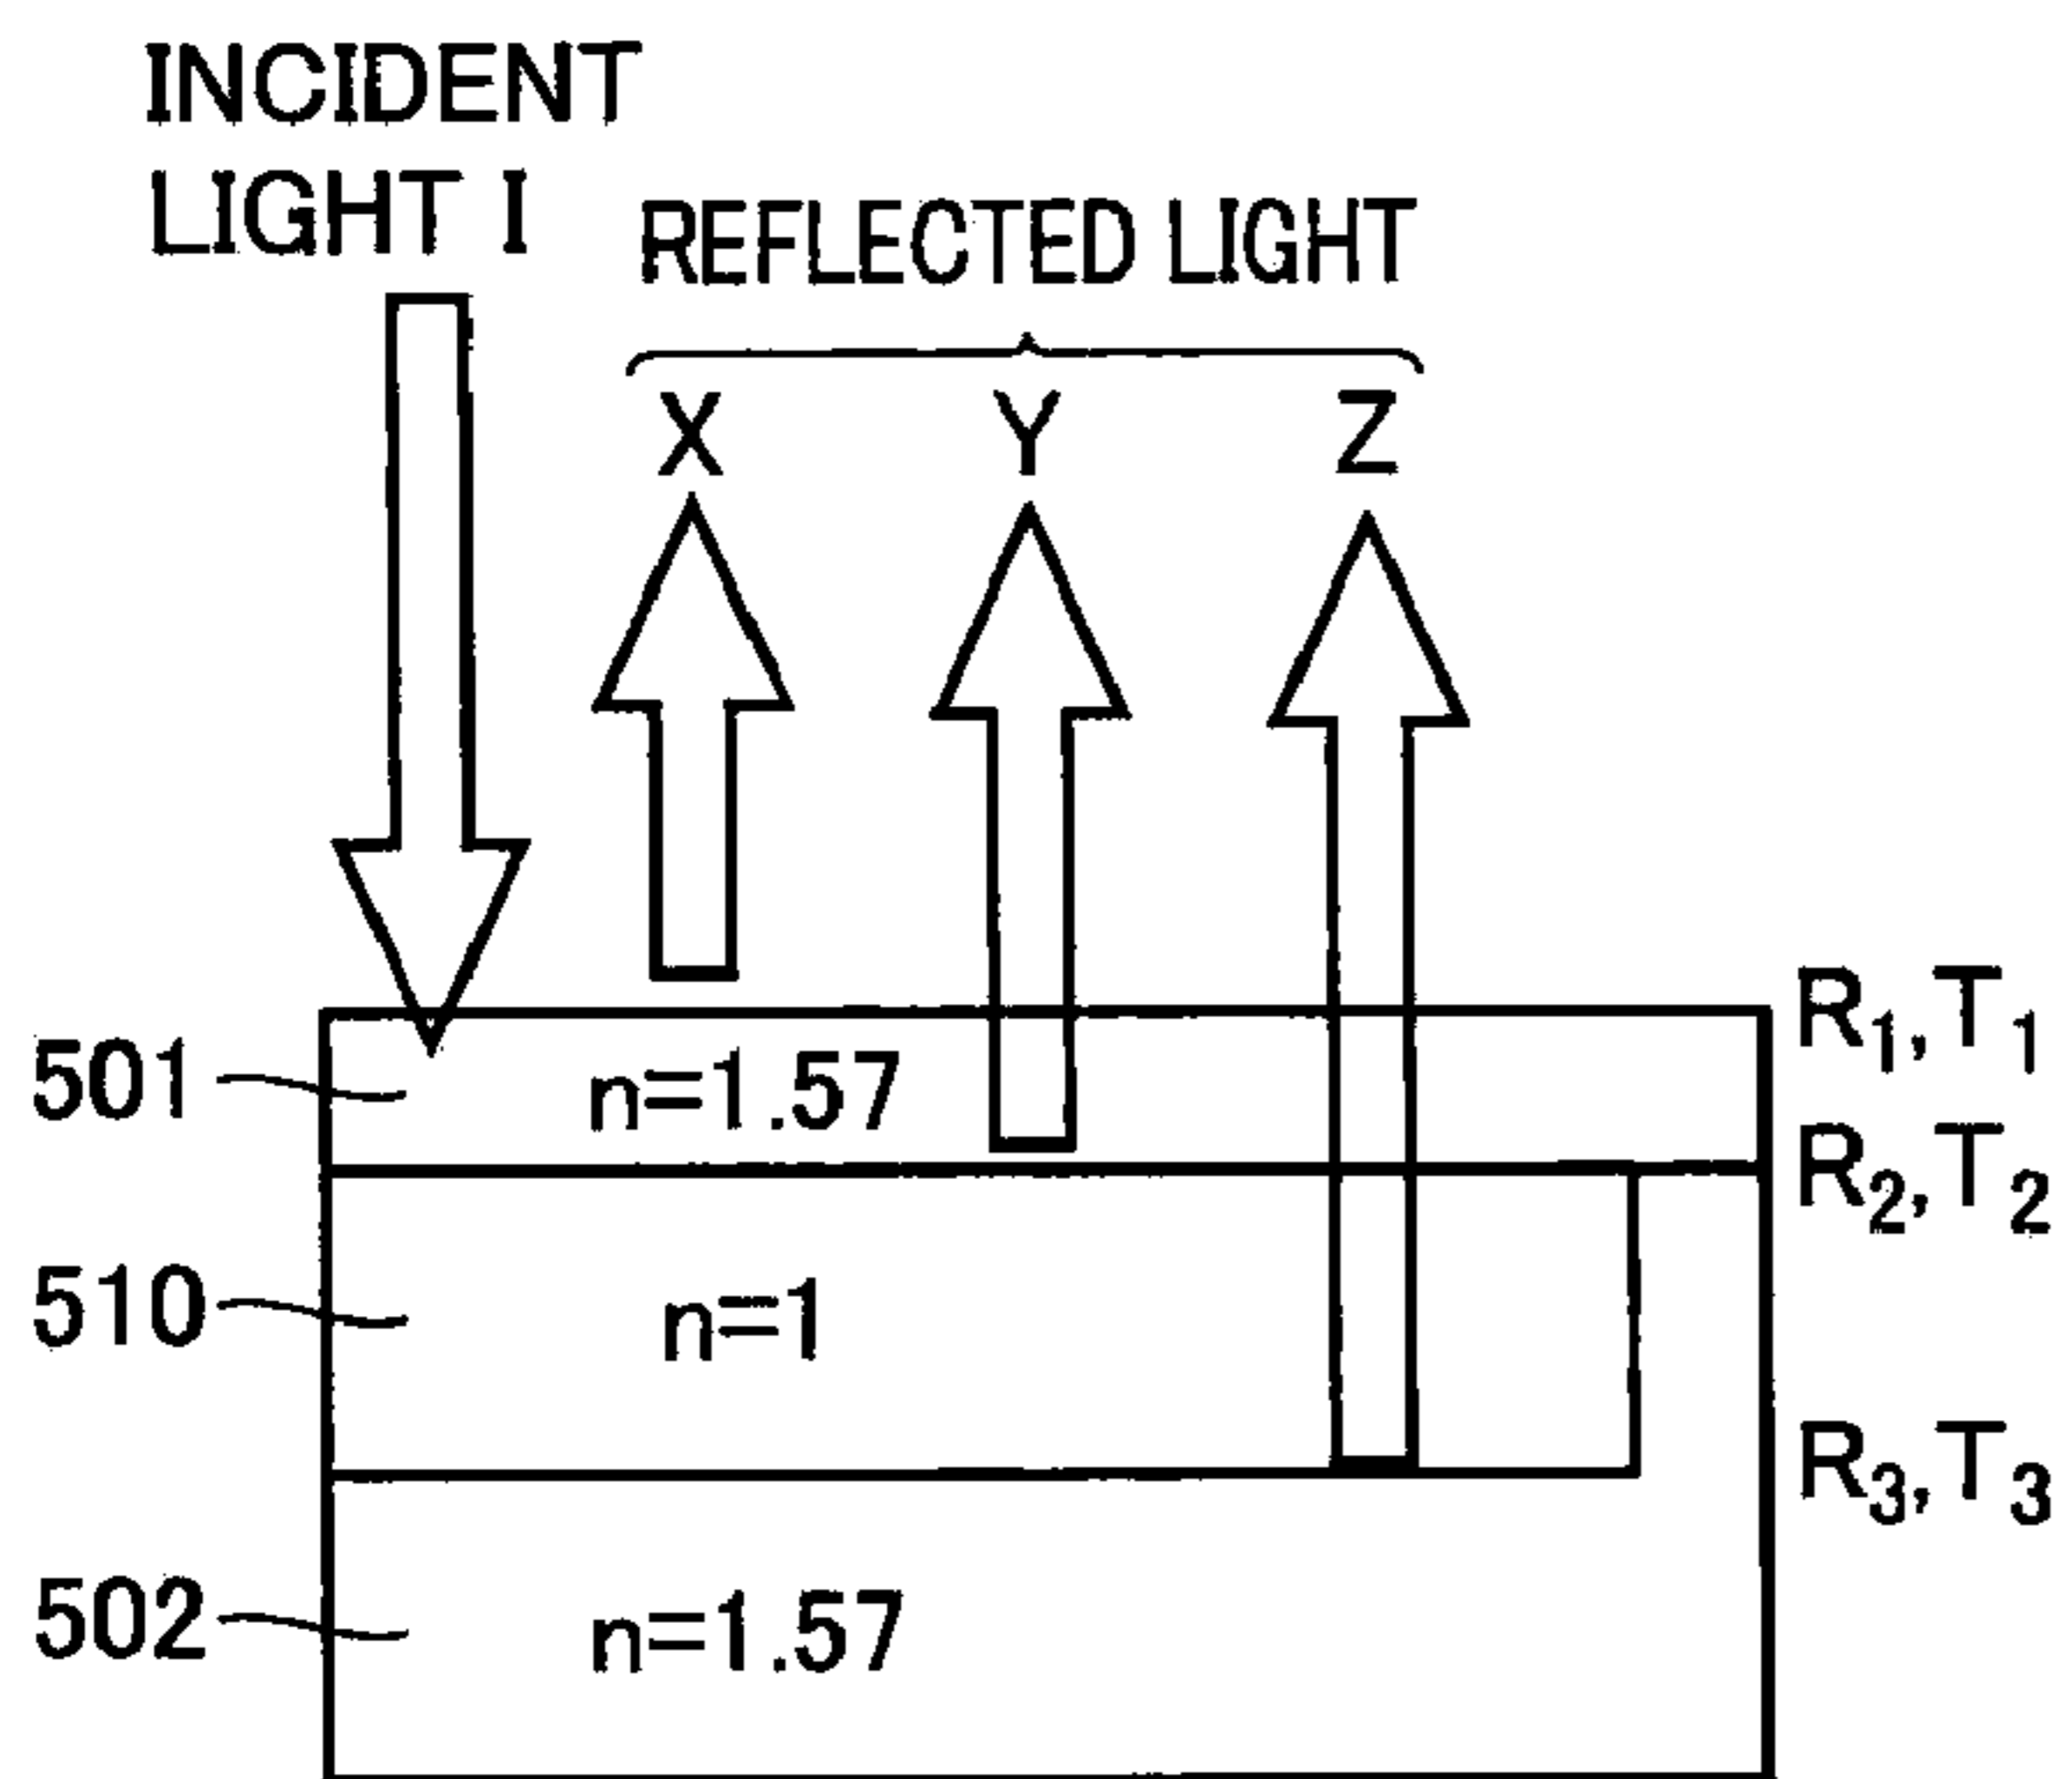 INCIDENT
LIGHT I
REFLECTED LIGHT
X Y Z
R1,T1
501 n=1.57
R2,T2
510 n=1
R3,T3
502 n=1.57